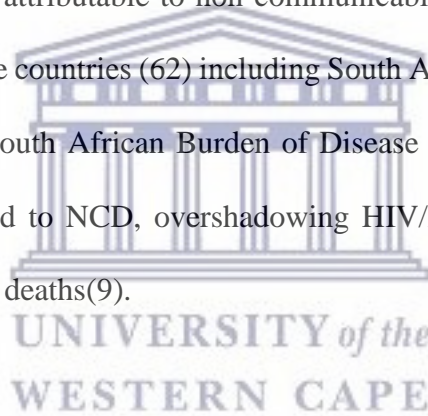 attributable to non communicabl
e countries (62) including South A
outh African Burden of Disease
d to NCD, overshadowing HIV/
deaths(9).
UNIVERSITY of the
WESTERN CAPE